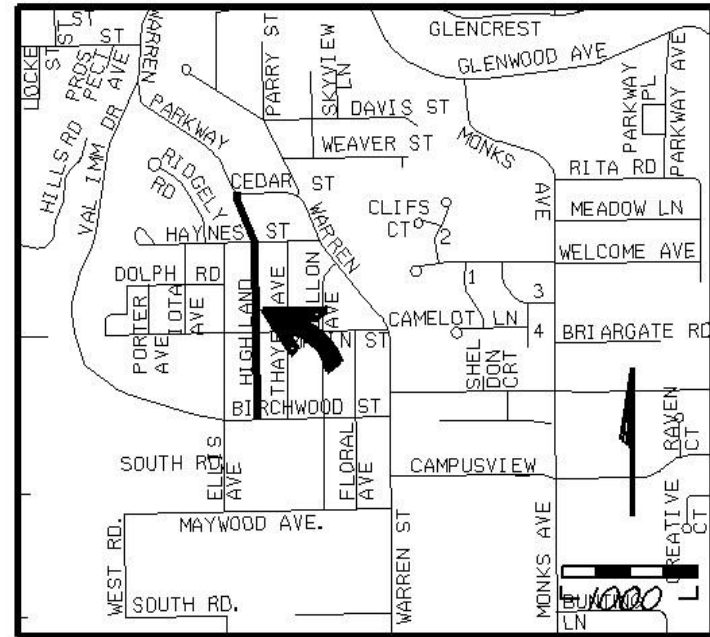 LOCKE ST
ST
ST
PROSPECT AVE
WARREN
PARRY ST
SKYVIEW LN
GLENCREST
GLENWOOD AVE
PARKWAY PL
PARKWAY AVE
HILLS RD
VAL IMM DR
PARKWAY
DAVIS ST
WEAVER ST
MONKS AVE
RIDGELY RD
CEDAR ST
RITA RD
CLIFS CT
2
MEADOW LN
HAYNES ST
WARREN
WELCOME AVE
DOLPH RD
1
3
PORTER AVE
IOTA AVE
HIGHLAND
AVE
AVE
CAMELOT LN
4
BRIARGATE RD
ST
SHELDON CRT
BIRCHWOOD ST
RAVEN CT
SOUTH RD
ELLIS AVE
FLORAL AVE
CAMPUSVIEW
MAYWOOD AVE.
WARREN ST
MONKS AVE
CREATIVE CT
WEST RD.
SOUTH RD.
1000
BUNTING LN